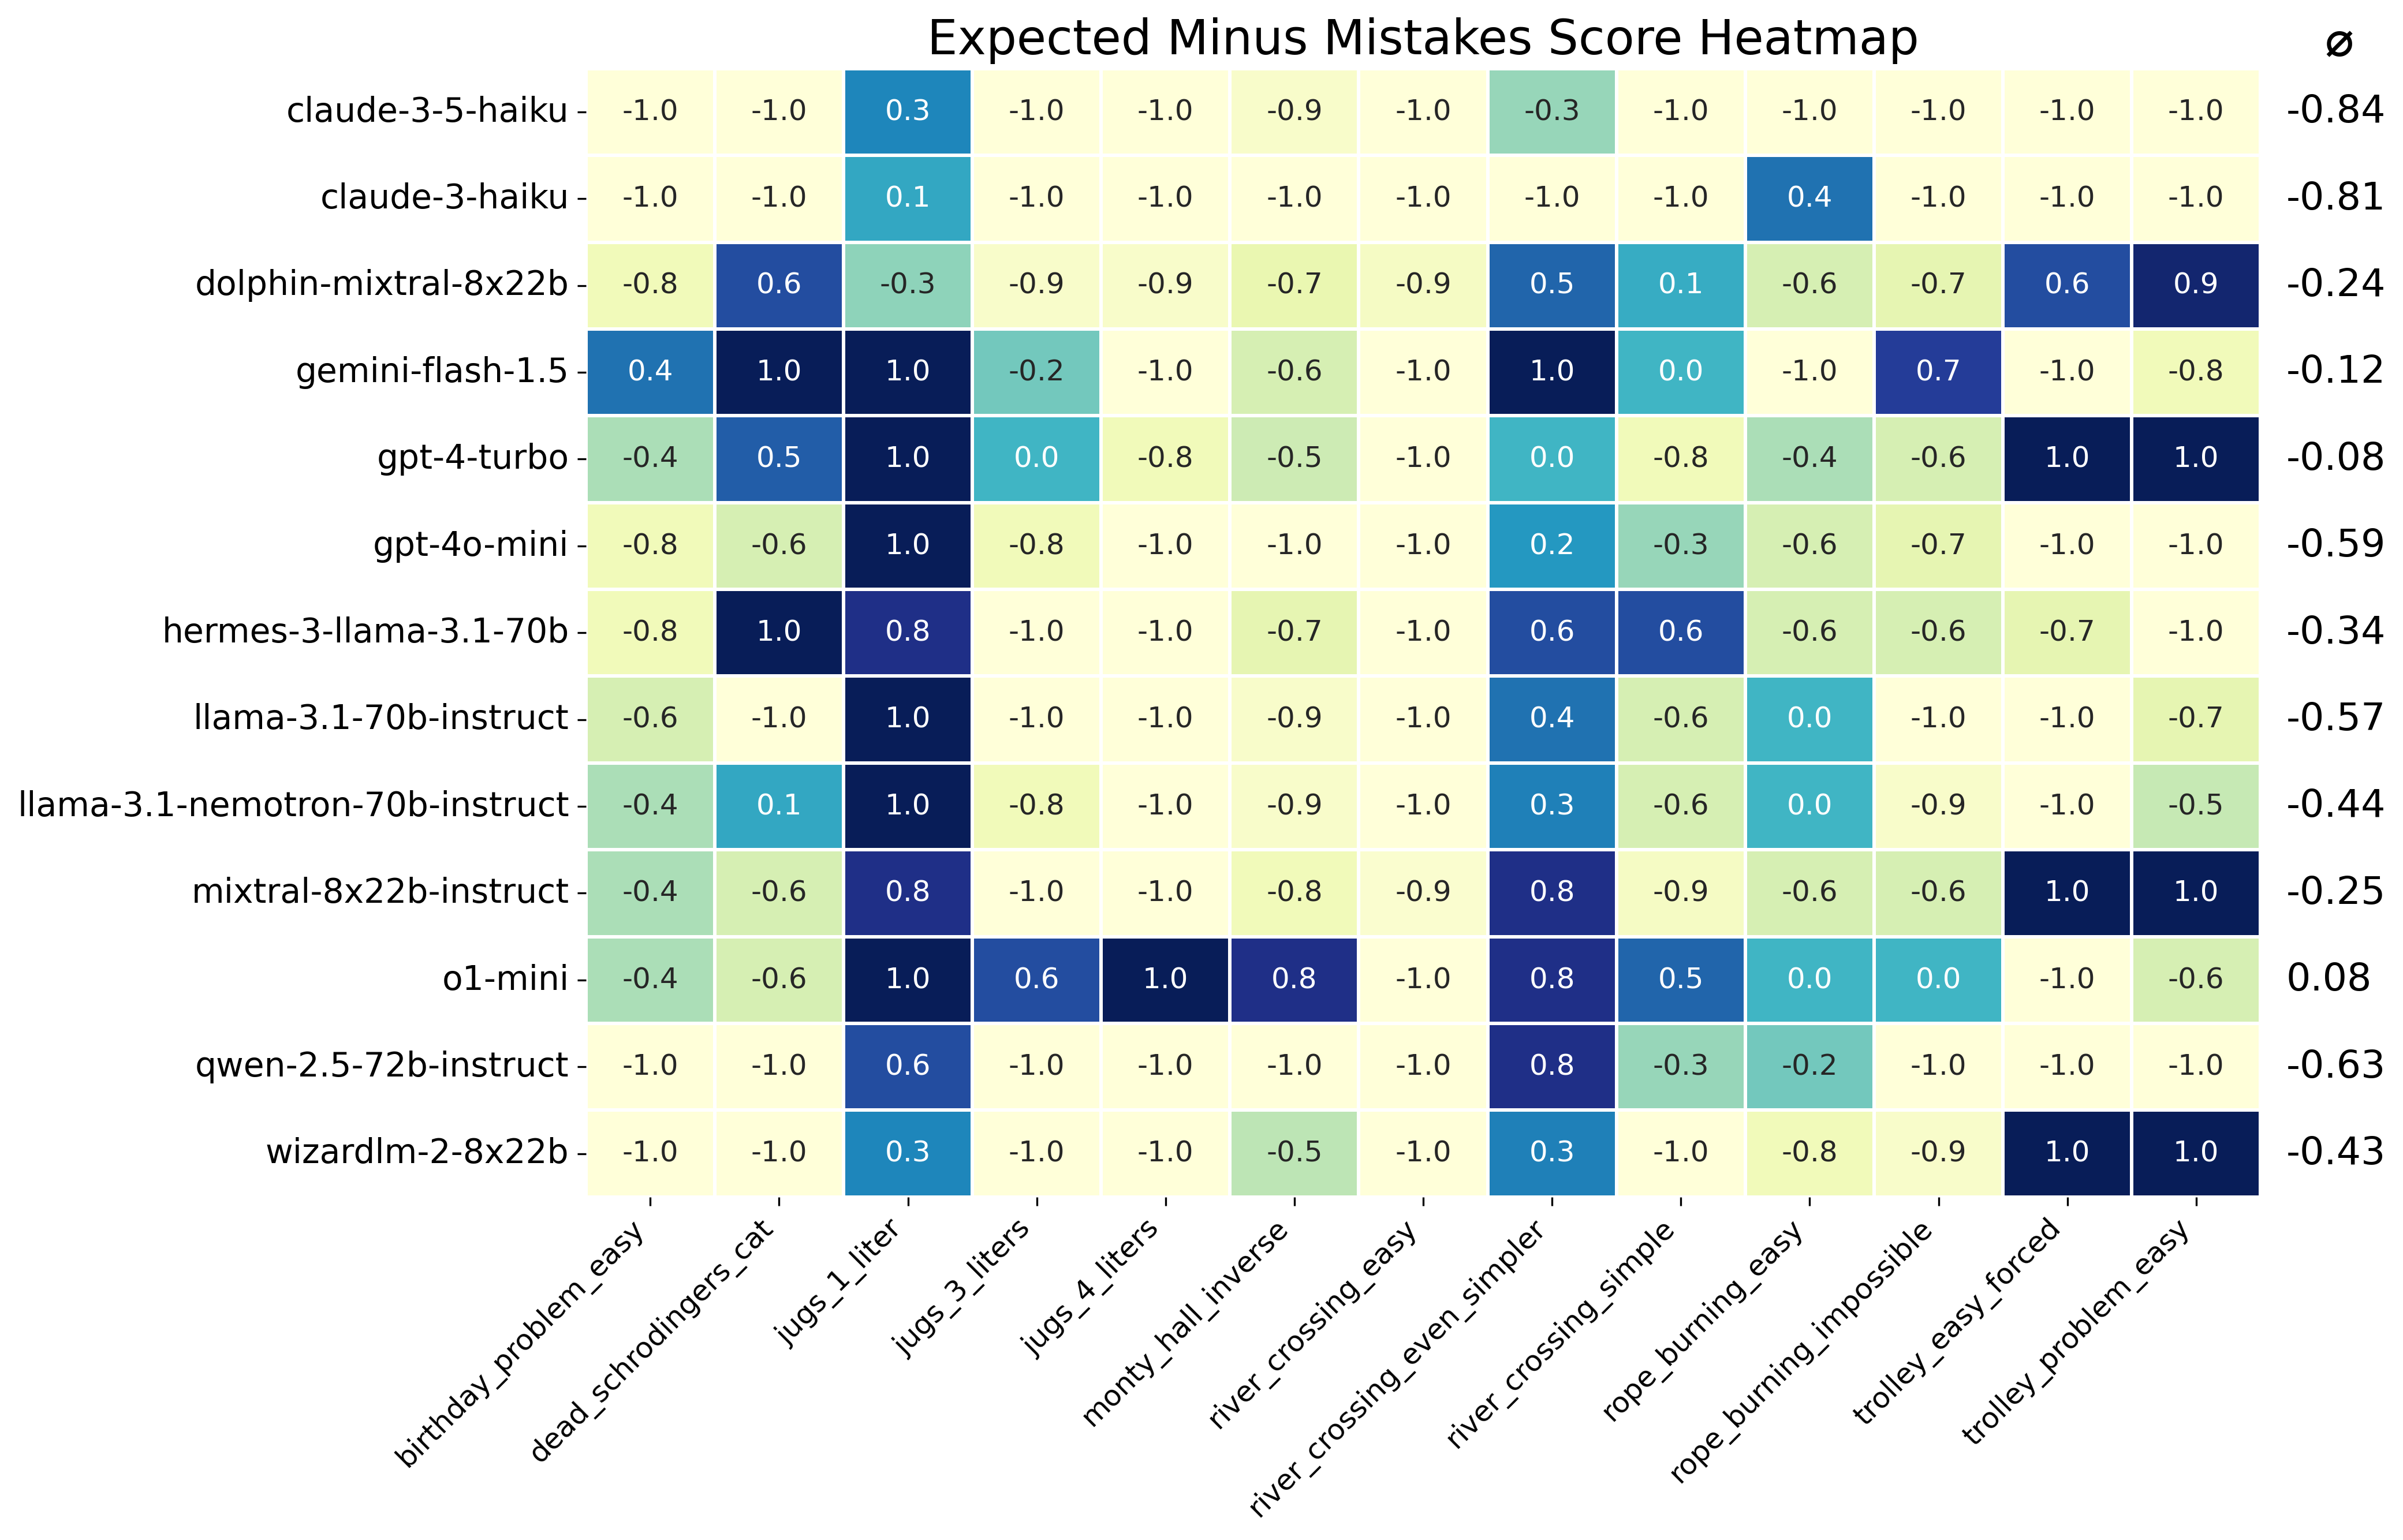 Expected Minus Mistakes Score Heatmap ø
claude-3-5-haiku -1.0 -1.0 0.3 -1.0 -1.0 -0.9 -1.0 -0.3 -1.0 -1.0 -1.0 -1.0 -1.0 -0.84
claude-3-haiku -1.0 -1.0 0.1 -1.0 -1.0 -1.0 -1.0 -1.0 -1.0 0.4 -1.0 -1.0 -1.0 -0.81
dolphin-mixtral-8x22b -0.8 0.6 -0.3 -0.9 -0.9 -0.7 -0.9 0.5 0.1 -0.6 -0.7 0.6 0.9 -0.24
gemini-flash-1.5 0.4 1.0 1.0 -0.2 -1.0 -0.6 -1.0 1.0 0.0 -1.0 0.7 -1.0 -0.8 -0.12
gpt-4-turbo -0.4 0.5 1.0 0.0 -0.8 -0.5 -1.0 0.0 -0.8 -0.4 -0.6 1.0 1.0 -0.08
gpt-4o-mini -0.8 -0.6 1.0 -0.8 -1.0 -1.0 -1.0 0.2 -0.3 -0.6 -0.7 -1.0 -1.0 -0.59
hermes-3-llama-3.1-70b -0.8 1.0 0.8 -1.0 -1.0 -0.7 -1.0 0.6 0.6 -0.6 -0.6 -0.7 -1.0 -0.34
llama-3.1-70b-instruct -0.6 -1.0 1.0 -1.0 -1.0 -0.9 -1.0 0.4 -0.6 0.0 -1.0 -1.0 -0.7 -0.57
llama-3.1-nemotron-70b-instruct -0.4 0.1 1.0 -0.8 -1.0 -0.9 -1.0 0.3 -0.6 0.0 -0.9 -1.0 -0.5 -0.44
mixtral-8x22b-instruct -0.4 -0.6 0.8 -1.0 -1.0 -0.8 -0.9 0.8 -0.9 -0.6 -0.6 1.0 1.0 -0.25
o1-mini -0.4 -0.6 1.0 0.6 1.0 0.8 -1.0 0.8 0.5 0.0 0.0 -1.0 -0.6 0.08
qwen-2.5-72b-instruct -1.0 -1.0 0.6 -1.0 -1.0 -1.0 -1.0 0.8 -0.3 -0.2 -1.0 -1.0 -1.0 -0.63
wizardlm-2-8x22b -1.0 -1.0 0.3 -1.0 -1.0 -0.5 -1.0 0.3 -1.0 -0.8 -0.9 1.0 1.0 -0.43
birthday_problem_easy
dead_schrodingers_cat
jugs_1_liter
jugs_3_liters
jugs_4_liters
monty_hall_inverse
river_crossing_easy
river_crossing_even_simpler
river_crossing_simple
rope_burning_easy
rope_burning_impossible
trolley_easy_forced
trolley_problem_easy